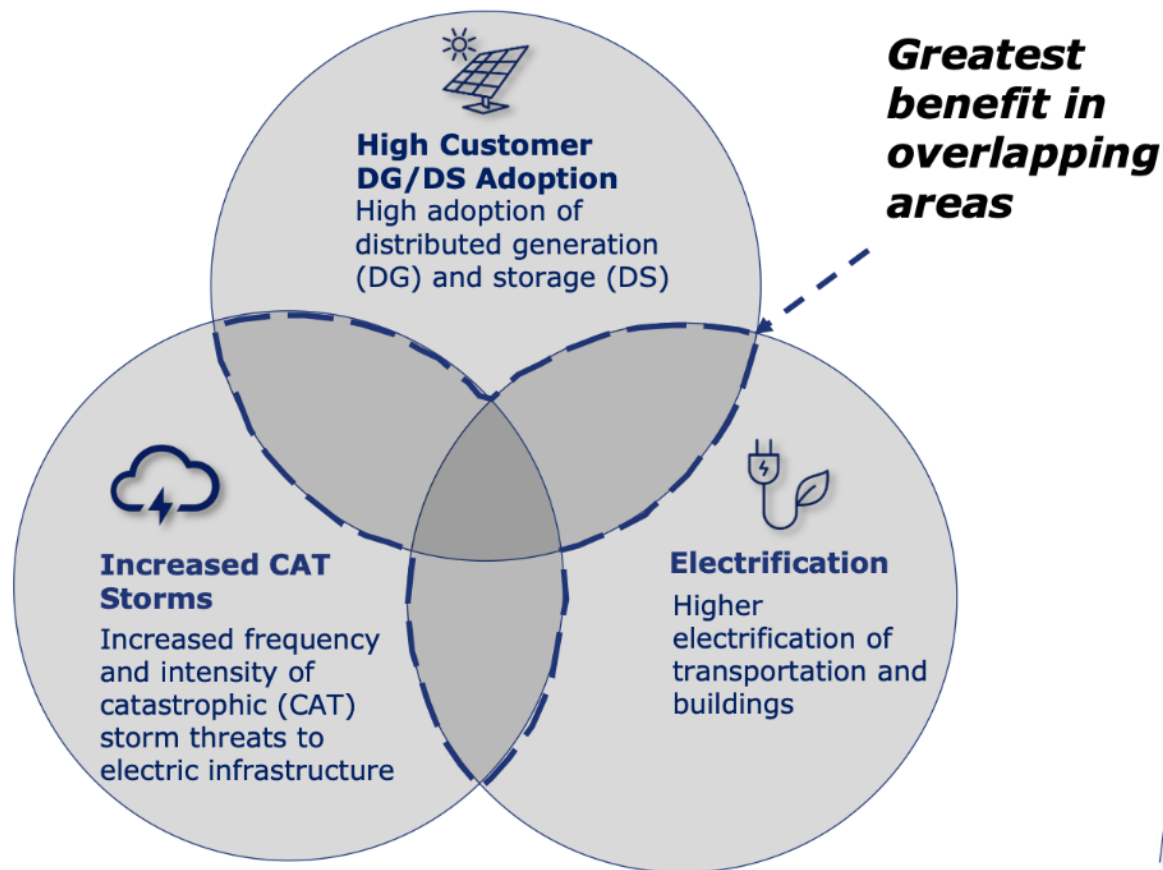 High Customer
DG/DS Adoption
High adoption of
distributed generation
(DG) and storage (DS)
Greatest
benefit in
overlapping
areas
Increased CAT
Storms
Increased frequency
and intensity of
catastrophic (CAT)
storm threats to
electric infrastructure
Electrification
Higher
electrification of
transportation and
buildings